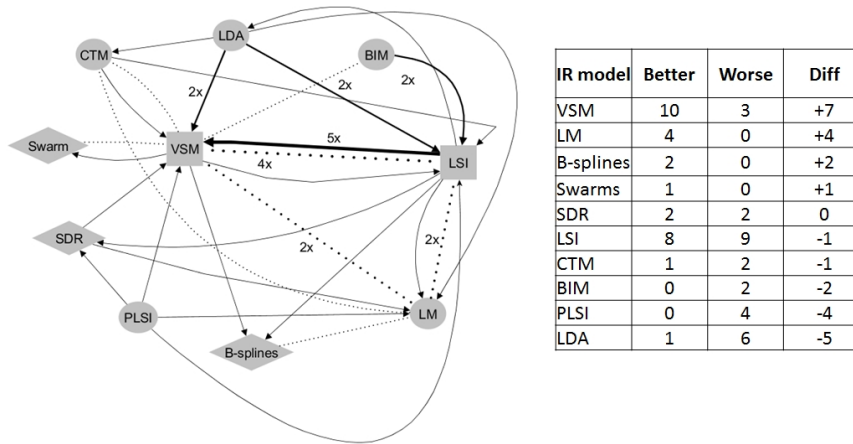 LDA
CTM
BIM
2x
2x
2x
Swarm
VSM
5x
4x
LSI
SDR
2x
2x
PLSI
LM
B-splines
IR model Better Worse Diff
VSM 10 3 +7
LM 4 0 +4
B-splines 2 0 +2
Swarms 1 0 +1
SDR 2 2 0
LSI 8 9 -1
CTM 1 2 -1
BIM 0 2 -2
PLSI 0 4 -4
LDA 1 6 -5